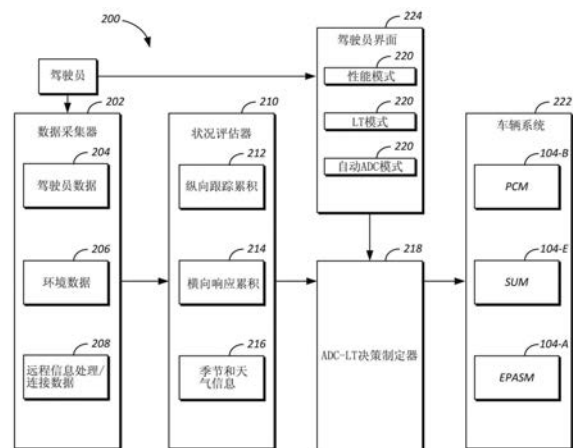 200
驾驶员
202
数据采集器
204
驾驶员数据
206
环境数据
208
远程信息处理/
连接数据
210
状况评估器
212
纵向跟踪累积
214
横向响应累积
216
季节和天
气信息
224
驾驶员界面
220
性能模式
220
LT模式
220
自动ADC模式
218
ADC-LT决策制定器
222
车辆系统
104-B
PCM
104-E
SUM
104-A
EPASM